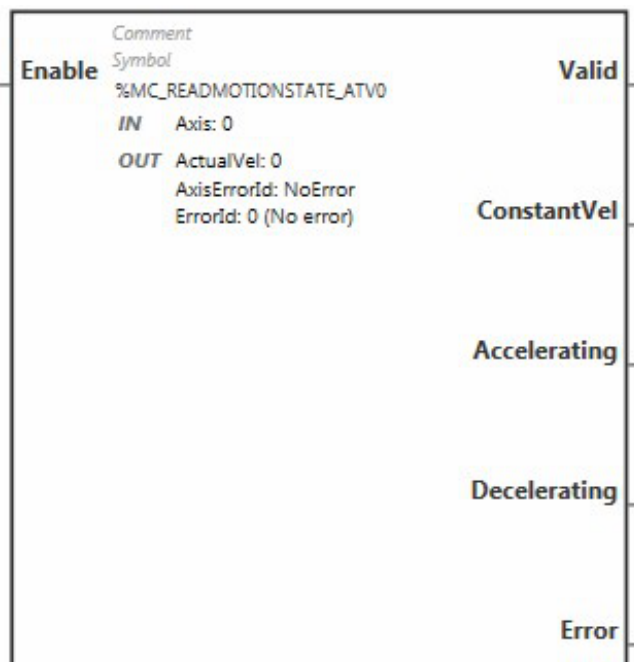 Comment
Enable Symbol Valid
%MC_READMOTIONSTATE_ATV0
IN Axis: 0
OUT ActualVel: 0
AxisErrorId: NoError
ErrorId: 0 (No error)
ConstantVel
Accelerating
Decelerating
Error